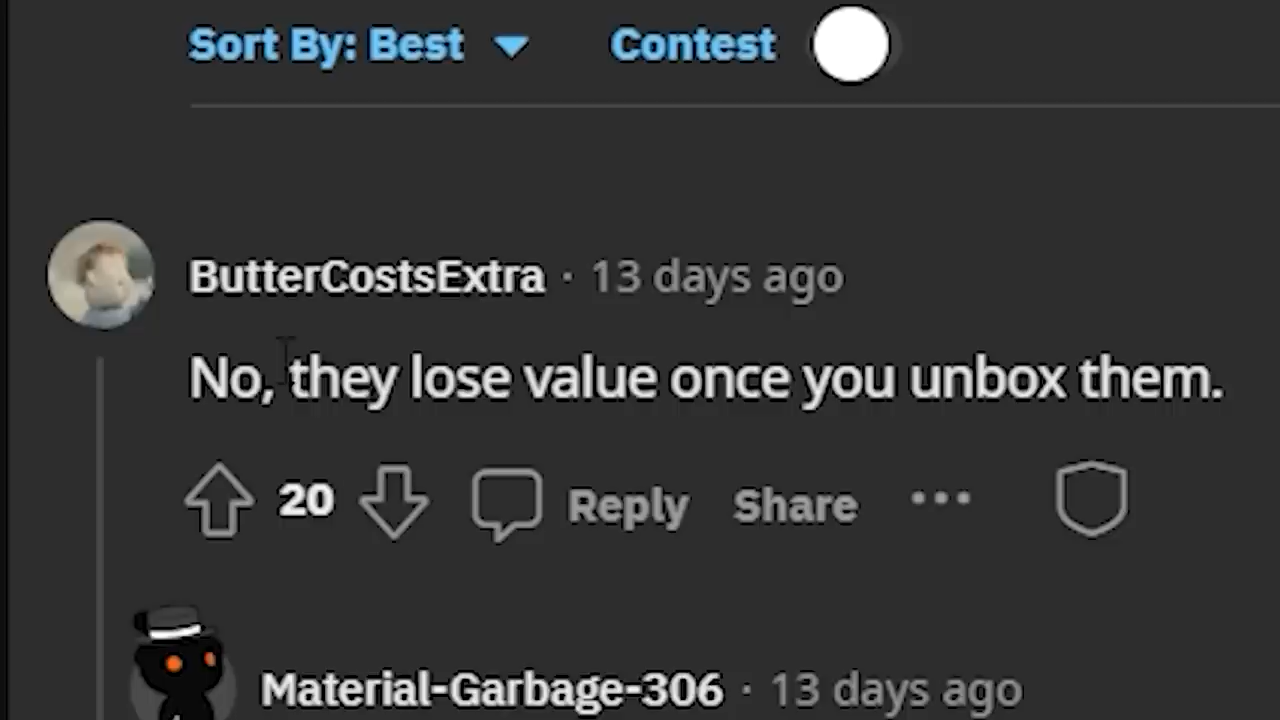 Sort By: Best Contest
ButterCostsExtra · 13 days ago
No, they lose value once you unbox them.
20 Reply Share ...
Material-Garbage-306 · 13 days ago